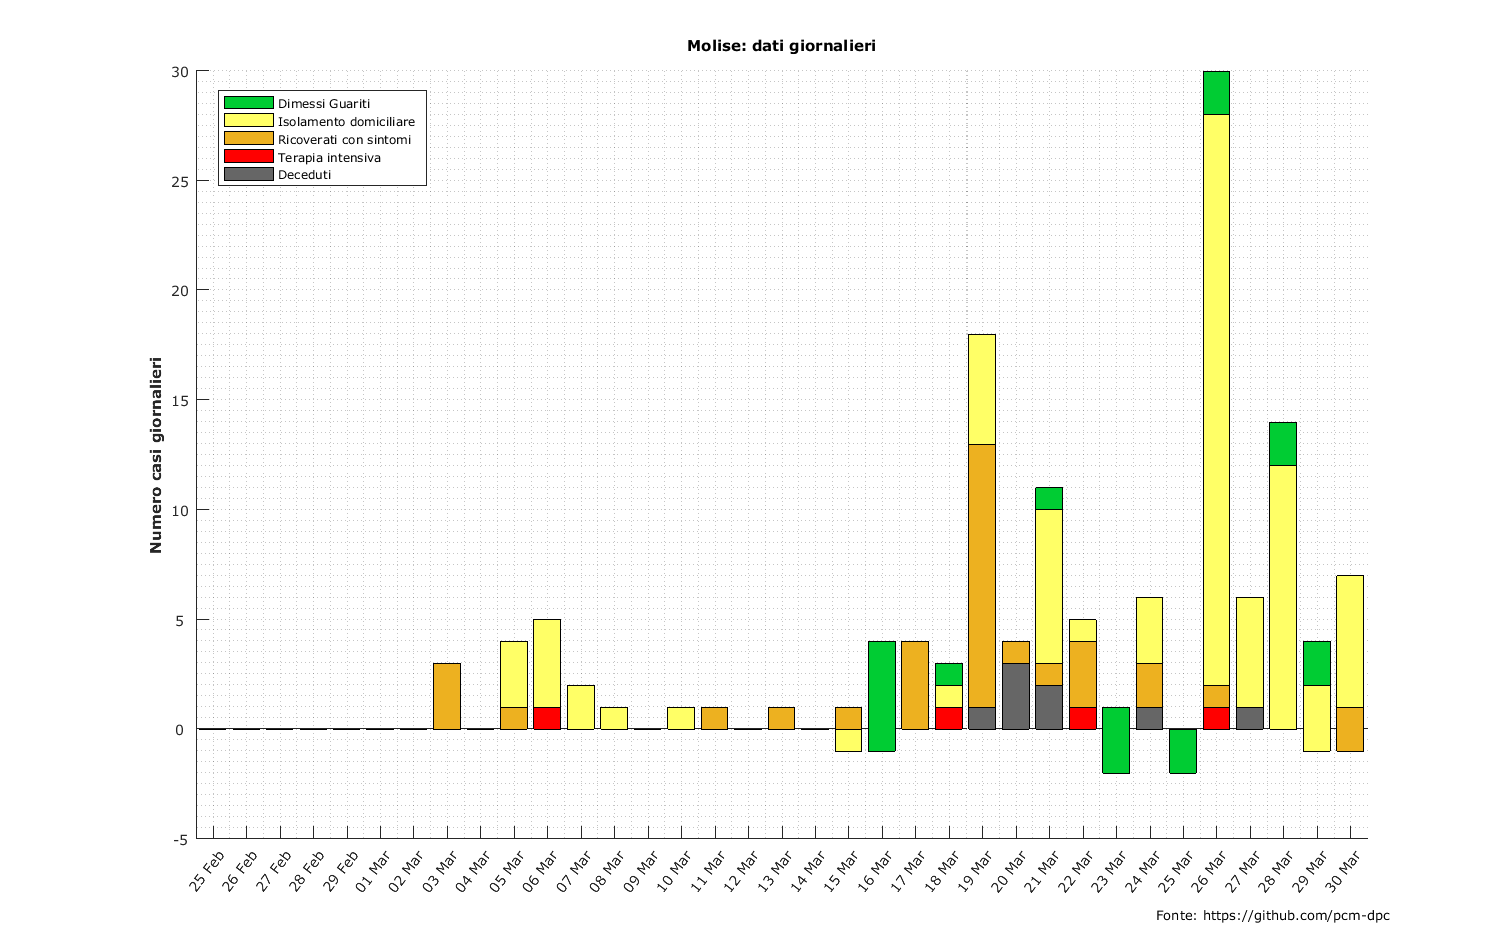 Molise: dati giornalieri
Dimessi Guariti
Isolamento domiciliare
Ricoverati con sintomi
Terapia intensiva
Deceduti
Numero casi giornalieri
30
25
20
15
10
5
0
-5
25 Feb
26 Feb
27 Feb
28 Feb
29 Feb
01 Mar
02 Mar
03 Mar
04 Mar
05 Mar
06 Mar
07 Mar
08 Mar
09 Mar
10 Mar
11 Mar
12 Mar
13 Mar
14 Mar
15 Mar
16 Mar
17 Mar
18 Mar
19 Mar
20 Mar
21 Mar
22 Mar
23 Mar
24 Mar
25 Mar
26 Mar
27 Mar
28 Mar
29 Mar
30 Mar
Fonte: https://github.com/pcm-dpc